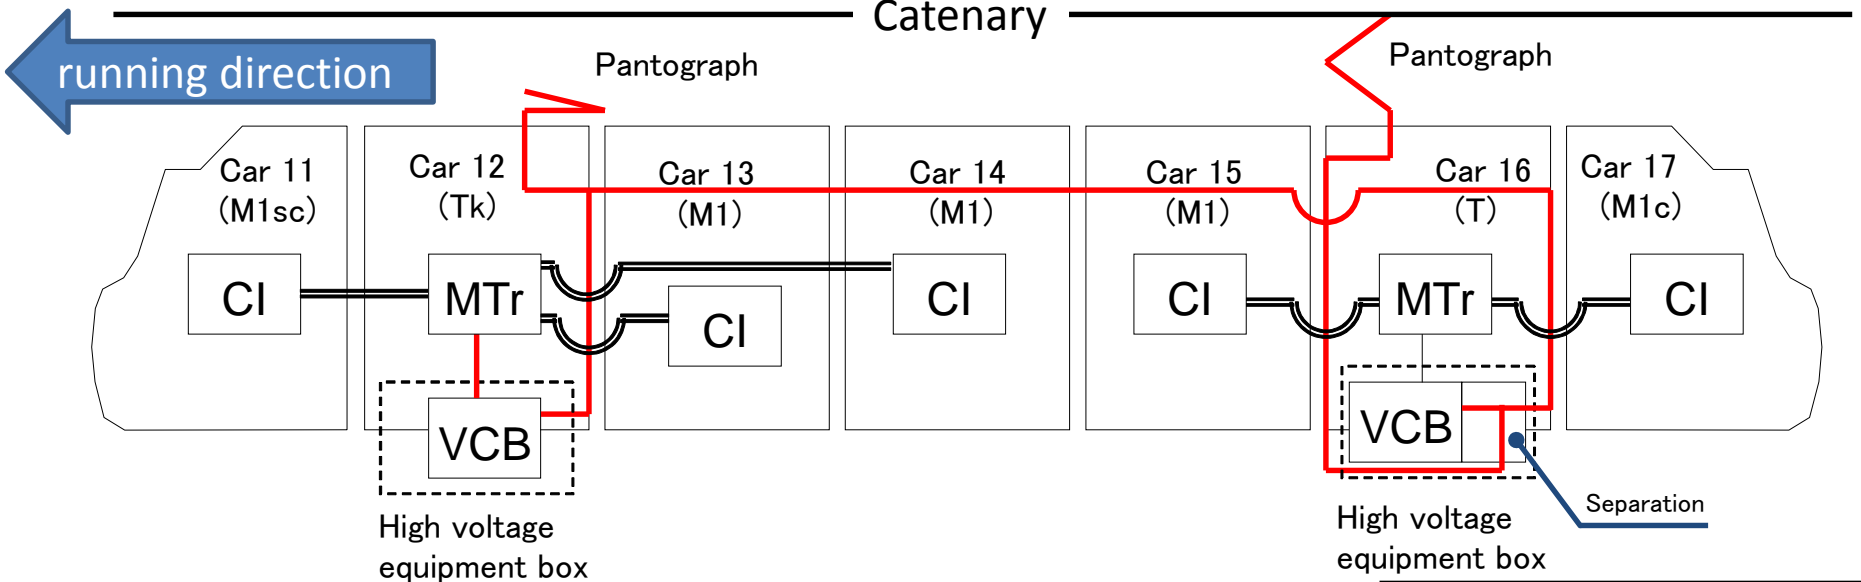 Catenary
running direction
Pantograph
Pantograph
Car 11
(M1sc)
Car 12
(Tk)
Car 13
(M1)
Car 14
(M1)
Car 15
(M1)
Car 16
(T)
Car 17
(M1c)
CI
MTr
CI
CI
CI
MTr
CI
VCB
VCB
High voltage
equipment box
Separation
High voltage
equipment box